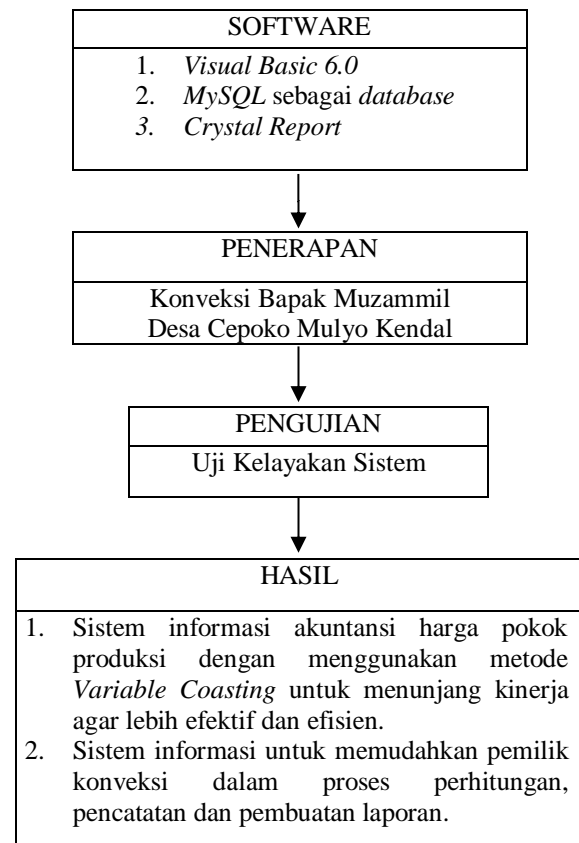 SOFTWARE
1. Visual Basic 6.0
2. MySQL sebagai database
3. Crystal Report
PENERAPAN
Konveksi Bapak Muzammil
Desa Cepoko Mulyo Kendal
PENGUJIAN
Uji Kelayakan Sistem
HASIL
1. Sistem informasi akuntansi harga pokok
produksi dengan menggunakan metode
Variable Coasting untuk menunjang kinerja
agar lebih efektif dan efisien.
2. Sistem informasi untuk memudahkan pemilik
konveksi dalam proses perhitungan,
pencatatan dan pembuatan laporan.